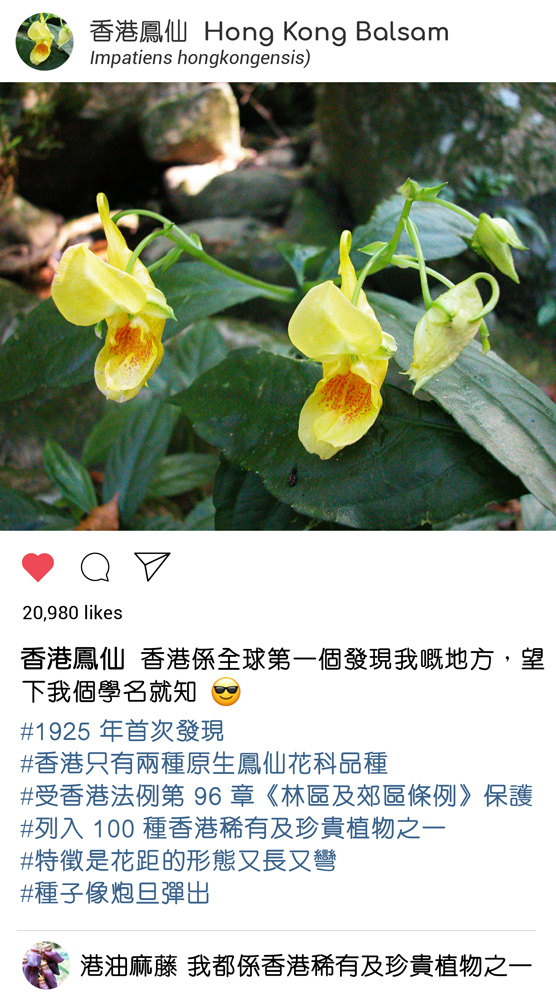 香港鳳仙 Hong Kong Balsam
Impatiens hongkongensis)
20,980 likes
香港鳳仙 香港係全球第一個發現我嘅地方，望
下我個學名就知 😎
#1925 年首次發現
#香港只有兩種原生鳳仙花科品種
#受香港法例第 96 章《林區及郊區條例》保護
#列入 100 種香港稀有及珍貴植物之一
#特徵是花距的形態又長又彎
#種子像炮旦彈出
港油麻藤 我都係香港稀有及珍貴植物之一